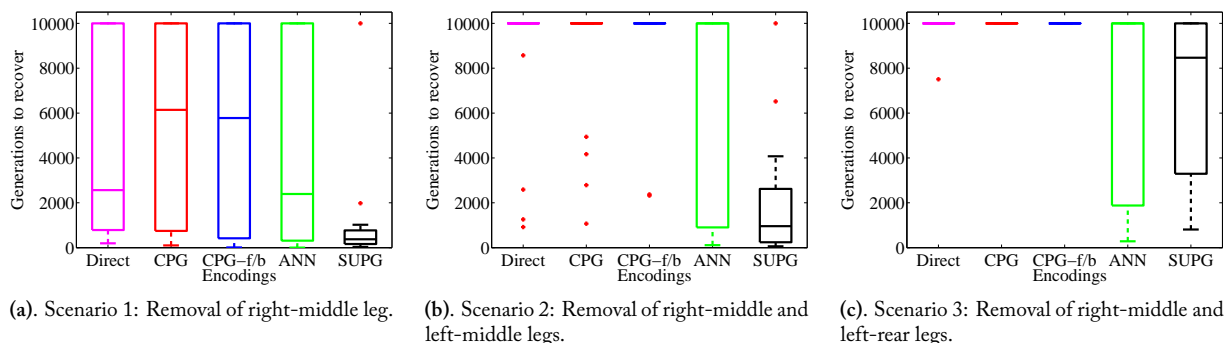 Generations to recover
10000
8000
6000
4000
2000
0
Direct CPG CPG−f/b ANN SUPG
Encodings
(a). Scenario 1: Removal of right-middle leg.
Generations to recover
10000
8000
6000
4000
2000
0
Direct CPG CPG−f/b ANN SUPG
Encodings
(b). Scenario 2: Removal of right-middle and
left-middle legs.
Generations to recover
10000
8000
6000
4000
2000
0
Direct CPG CPG−f/b ANN SUPG
Encodings
(c). Scenario 3: Removal of right-middle and
left-rear legs.